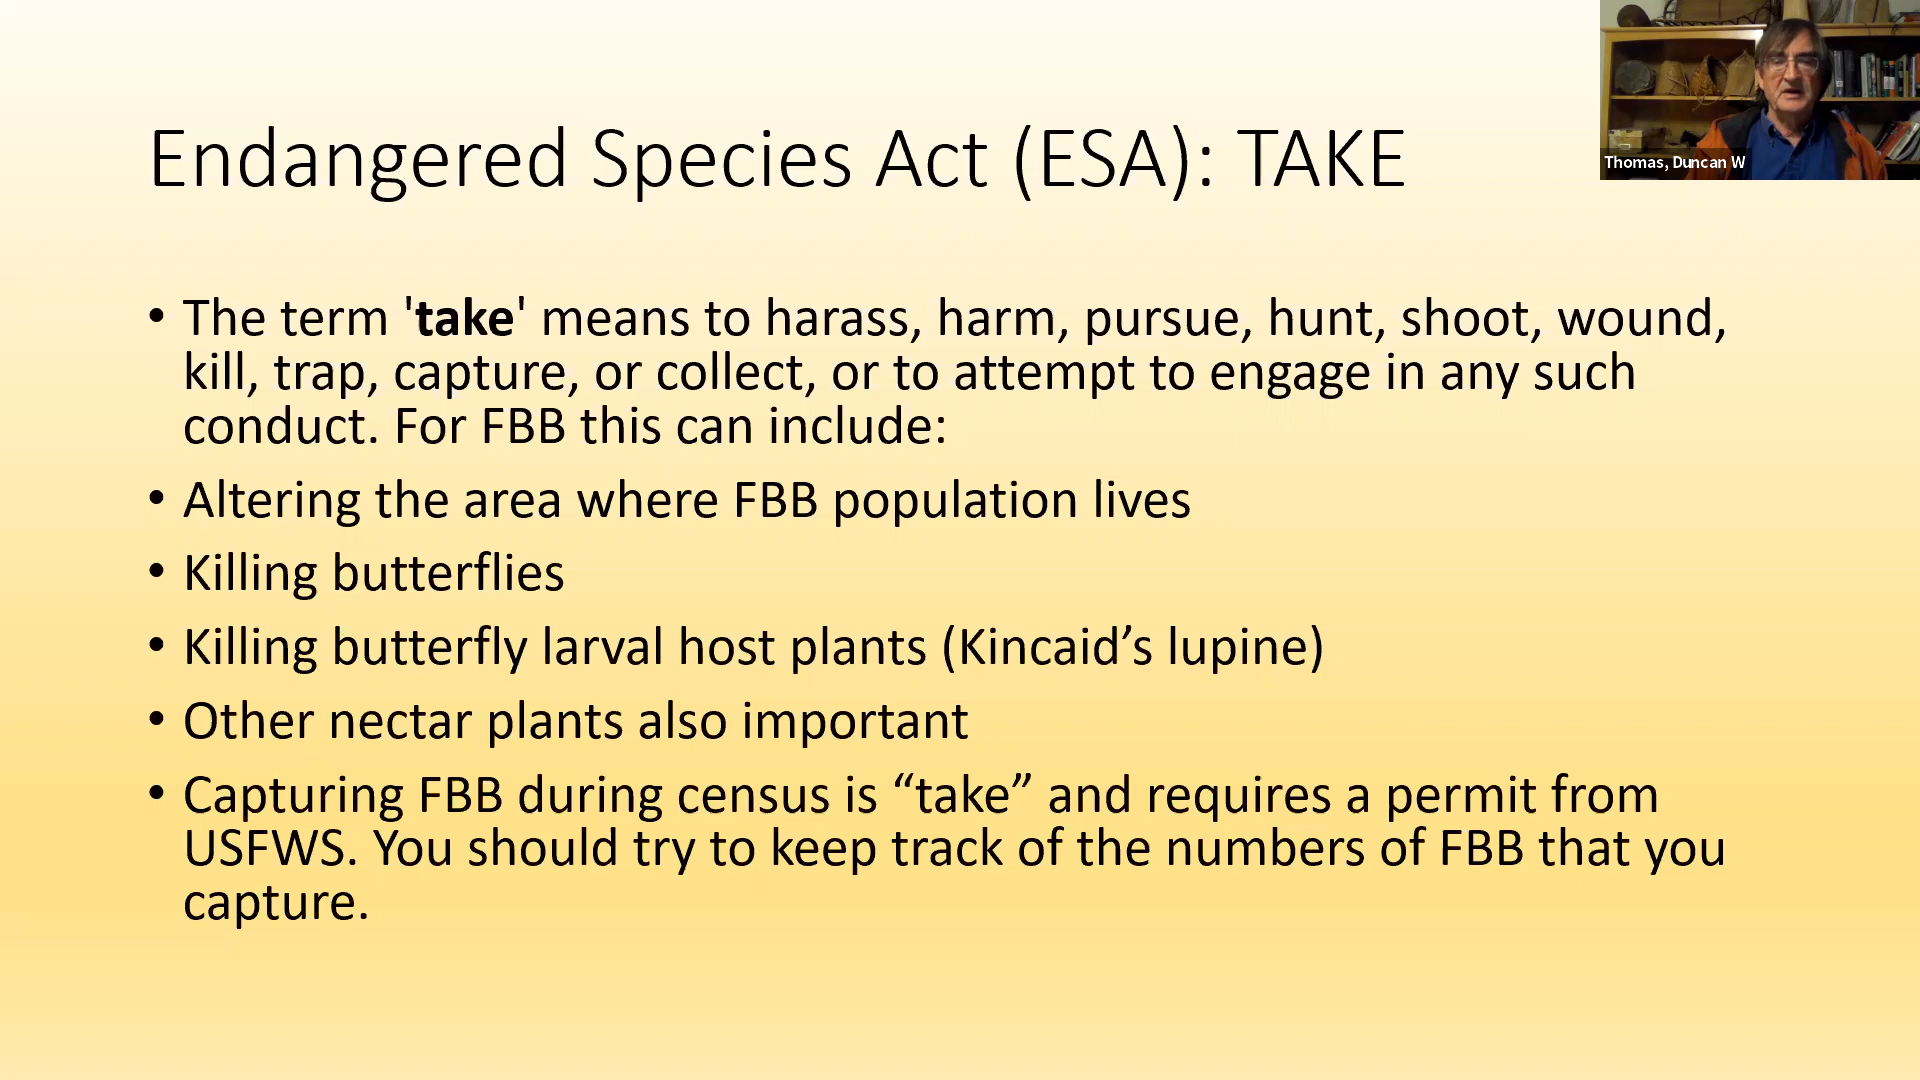 Endangered Species Act (ESA): TAKE
Thomas, Duncan W
• The term 'take' means to harass, harm, pursue, hunt, shoot, wound,
kill, trap, capture, or collect, or to attempt to engage in any such
conduct. For FBB this can include:
• Altering the area where FBB population lives
• Killing butterflies
• Killing butterfly larval host plants (Kincaid’s lupine)
• Other nectar plants also important
• Capturing FBB during census is “take” and requires a permit from
USFWS. You should try to keep track of the numbers of FBB that you
capture.